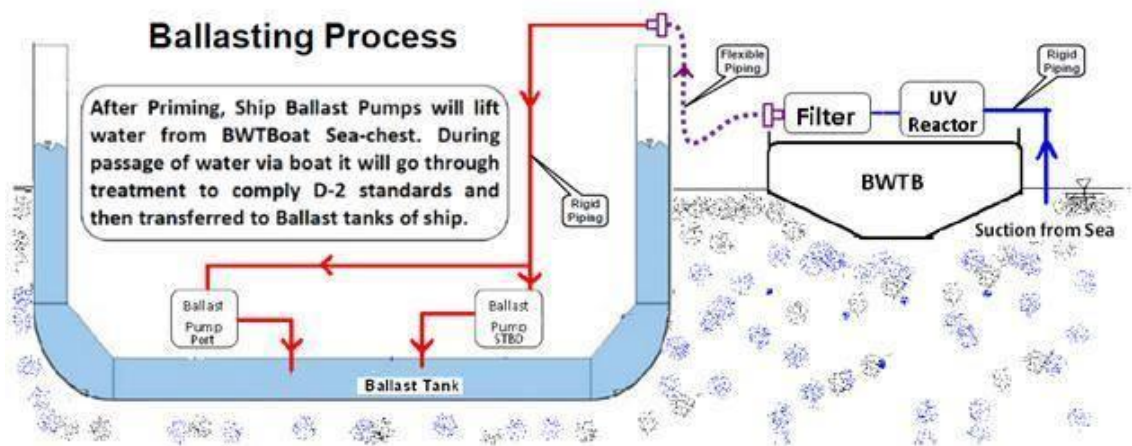 Ballasting Process
After Priming, Ship Ballast Pumps will lift
water from BWTBoat Sea-chest. During
passage of water via boat it will go through
treatment to comply D-2 standards and
then transferred to Ballast tanks of ship.
Rigid
Piping
Ballast
Pump
Port
Ballast
Pump
STBD
Ballast Tank
Flexible
Piping
Filter
UV
Reactor
Rigid
Piping
BWTB
Suction from Sea